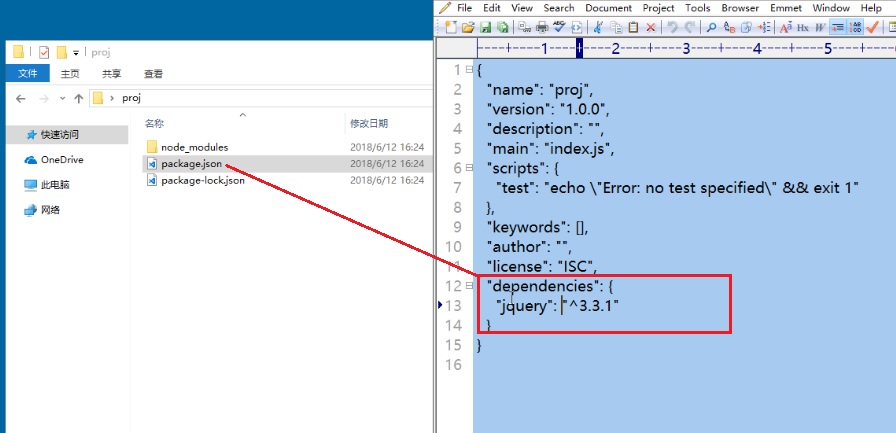 proj
文件 主页 共享 查看
proj
名称 修改日期
快速访问
OneDrive
此电脑
网络
node_modules 2018/6/12 16:24
package.json 2018/6/12 16:24
package-lock.json 2018/6/12 16:24
File Edit View Search Document Project Tools Browser Emmet Window Help
1 2 3 4 5
1 {
2 "name": "proj",
3 "version": "1.0.0",
4 "description": "",
5 "main": "index.js",
6 "scripts": {
7 "test": "echo \"Error: no test specified\" && exit 1"
8 },
9 "keywords": [],
10 "author": "",
11 "license": "ISC",
12 "dependencies": {
13 "jquery": "^3.3.1"
14 }
15 }
16